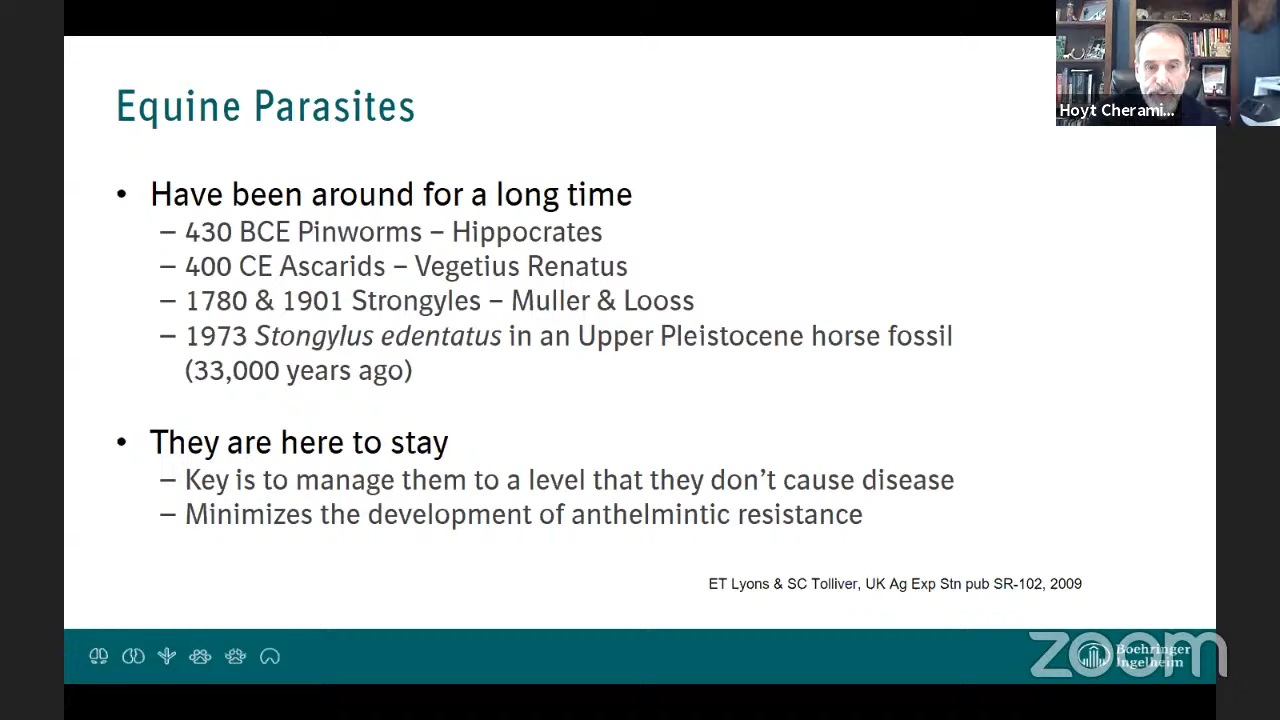 Equine Parasites
Hoyt Cherami...
• Have been around for a long time
– 430 BCE Pinworms – Hippocrates
– 400 CE Ascarids – Vegetius Renatus
– 1780 & 1901 Strongyles – Muller & Looss
– 1973 Stongylus edentatus in an Upper Pleistocene horse fossil
(33,000 years ago)
• They are here to stay
– Key is to manage them to a level that they don’t cause disease
– Minimizes the development of anthelmintic resistance
ET Lyons & SC Tolliver, UK Ag Exp Stn pub SR-102, 2009
zoom
Boehringer
Ingelheim